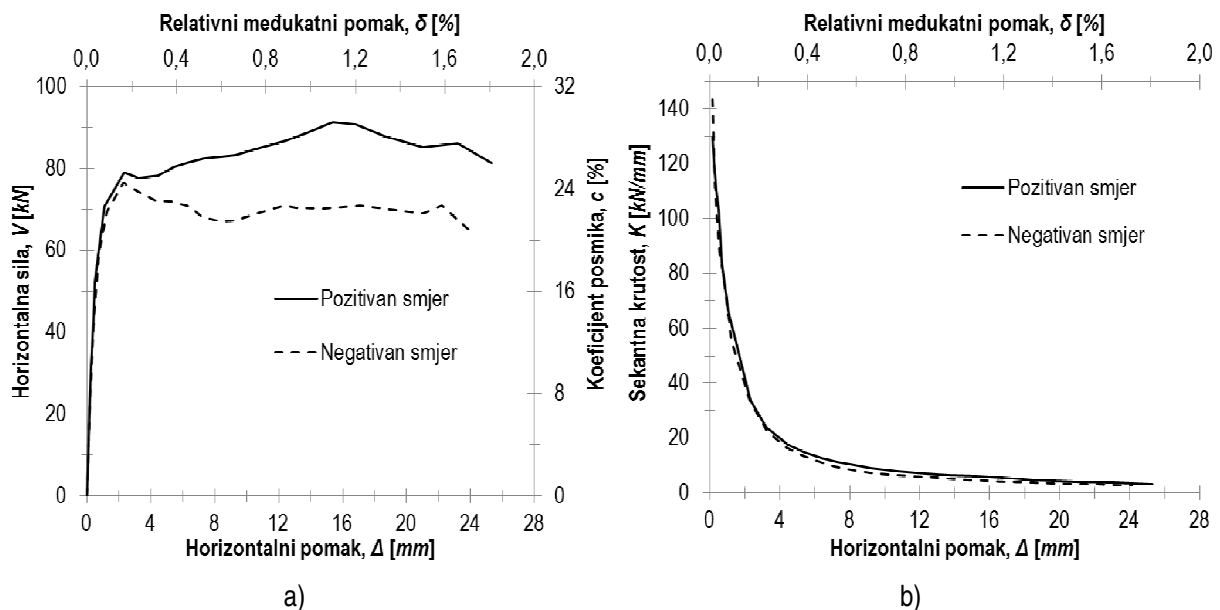 Relativni međukatni pomak, δ [%]
0,0 0,4 0,8 1,2 1,6 2,0
100
80
60
40
20
0
Horizontalna sila, V [kN]
32
24
16
8
0
Koeficijent posmika, c [%]
Pozitivan smjer
Negativan smjer
0 4 8 12 16 20 24 28
Horizontalni pomak, Δ [mm]
a)
Relativni međukatni pomak, δ [%]
0,0 0,4 0,8 1,2 1,6 2,0
140
120
100
80
60
40
20
0
Sekantna krutost, K [kN/mm]
Pozitivan smjer
Negativan smjer
0 4 8 12 16 20 24 28
Horizontalni pomak, Δ [mm]
b)